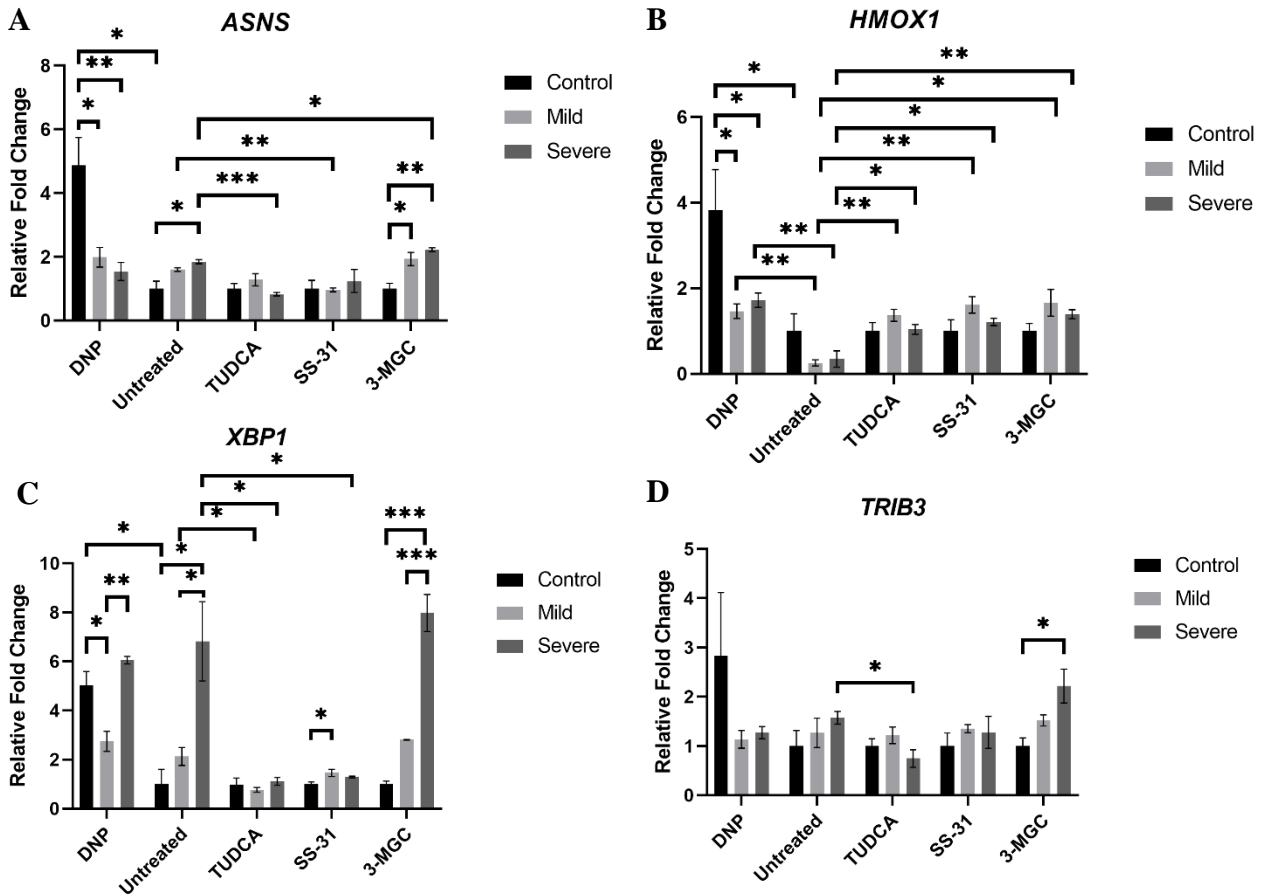 A
ASNS
Relative Fold Change
8
6
4
2
0
*
**
*
*
**
***
*
**
*
DNP
Untreated
TUDCA
SS-31
3-MGC
Control
Mild
Severe
B
HMOX1
Relative Fold Change
6
4
2
0
**
*
*
*
*
**
*
*
**
**
**
DNP
Untreated
TUDCA
SS-31
3-MGC
Control
Mild
Severe
C
XBP1
Relative Fold Change
10
8
6
4
2
0
*
*
*
*
***
*
***
**
*
*
*
DNP
Untreated
TUDCA
SS-31
3-MGC
Control
Mild
Severe
D
TRIB3
Relative Fold Change
5
4
3
2
1
0
*
*
DNP
Untreated
TUDCA
SS-31
3-MGC
Control
Mild
Severe